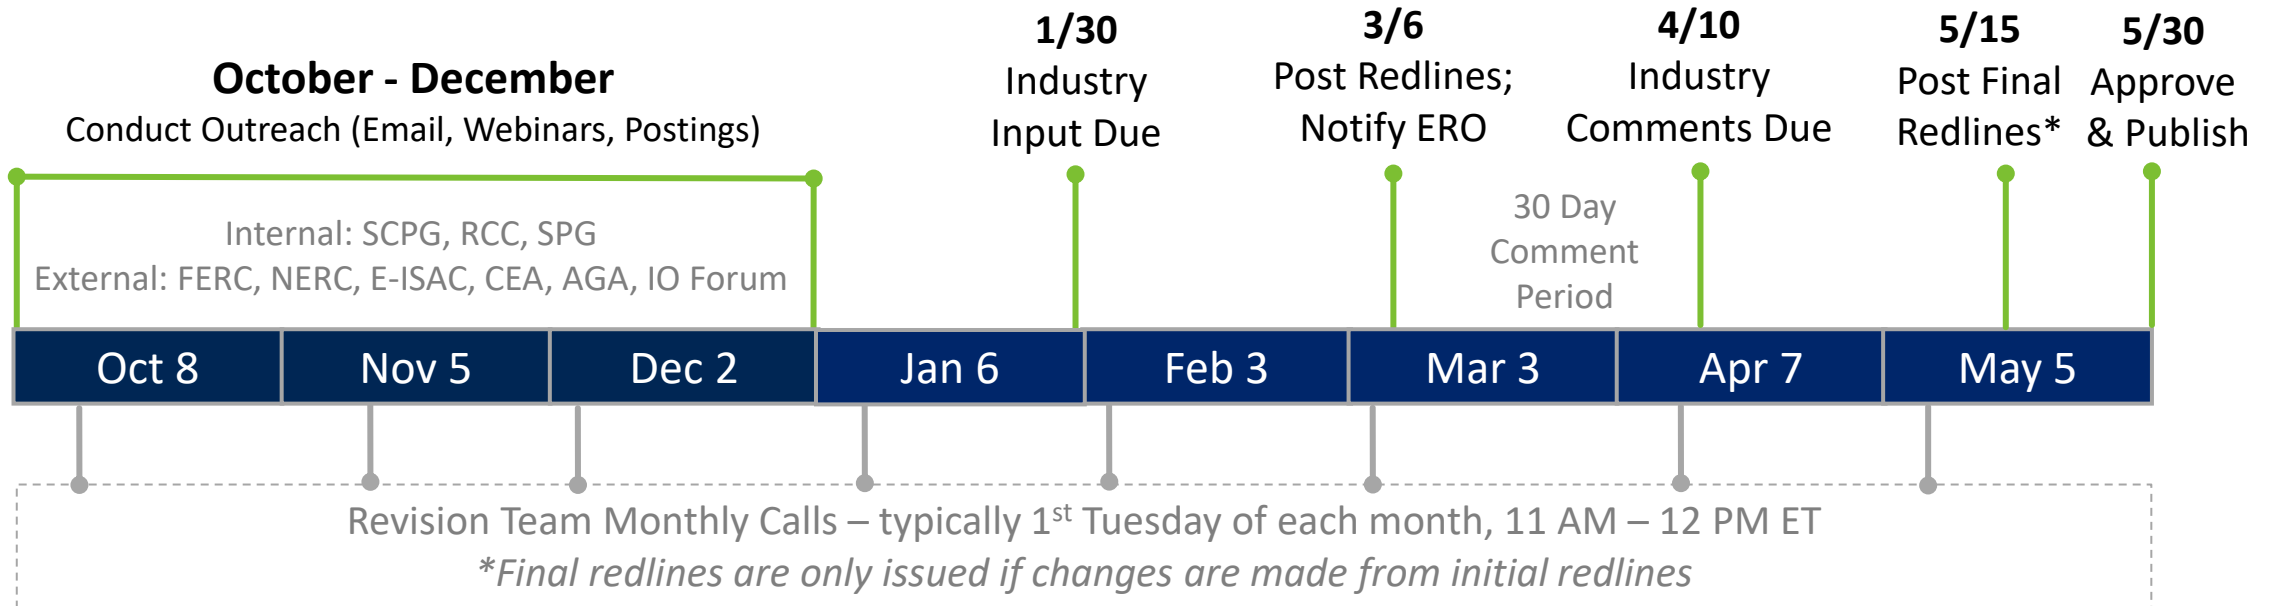 October - December
Conduct Outreach (Email, Webinars, Postings)
1/30
Industry
Input Due
3/6
Post Redlines;
Notify ERO
4/10
Industry
Comments Due
5/15
Post Final
Redlines*
5/30
Approve
& Publish
Internal: SCPG, RCC, SPG
External: FERC, NERC, E-ISAC, CEA, AGA, IO Forum
30 Day
Comment
Period
Oct 8
Nov 5
Dec 2
Jan 6
Feb 3
Mar 3
Apr 7
May 5
Revision Team Monthly Calls – typically 1st Tuesday of each month, 11 AM – 12 PM ET
*Final redlines are only issued if changes are made from initial redlines